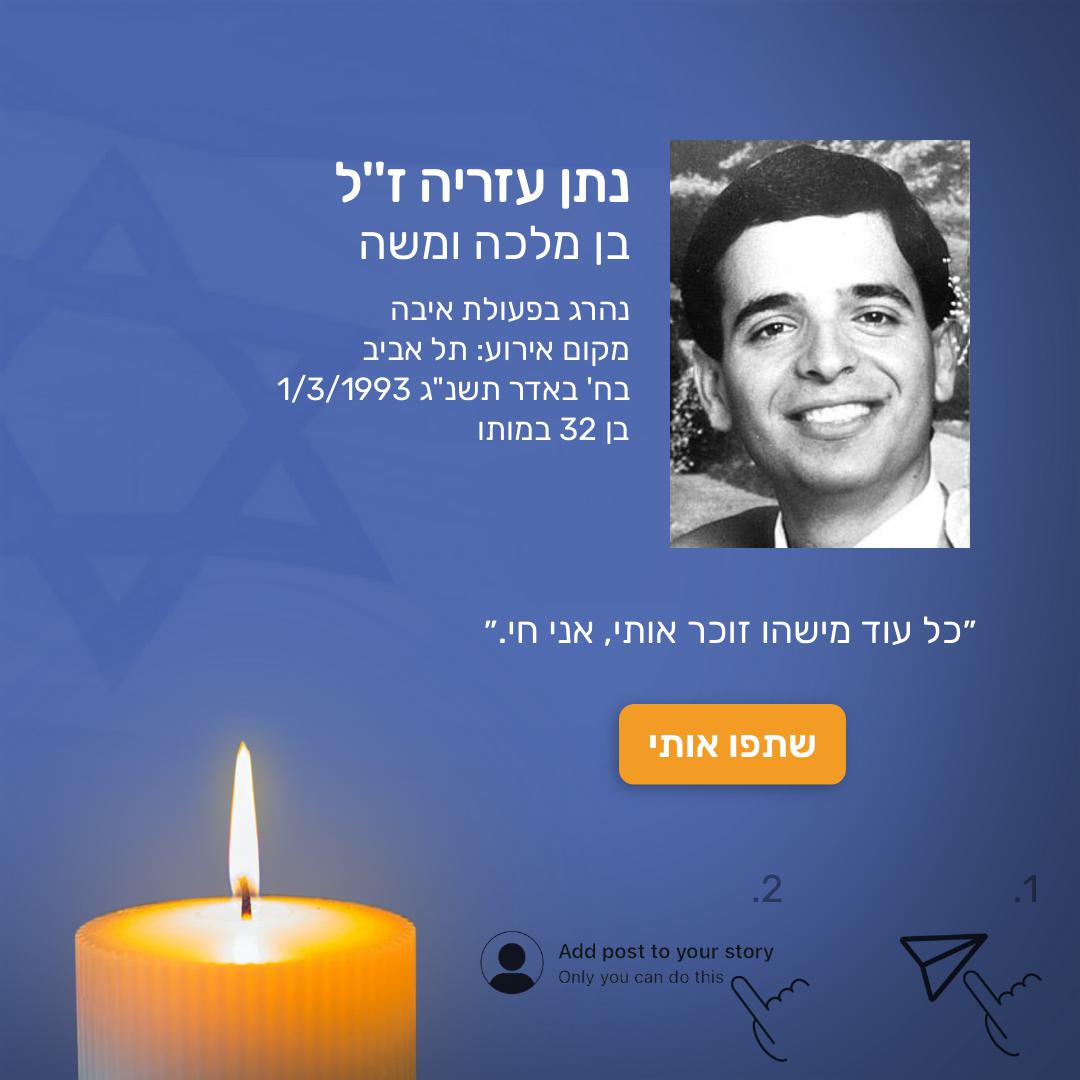 נתן עזריה ז"ל
בן מלכה ומשה
נהרג בפעולת איבה
מקום אירוע: תל אביב
בח' באדר תשנ"ג 1/3/1993
בן 32 במותו
״כל עוד מישהו זוכר אותי, אני חי.״
שתפו אותי
1.
2.
Add post to your story
Only you can do this